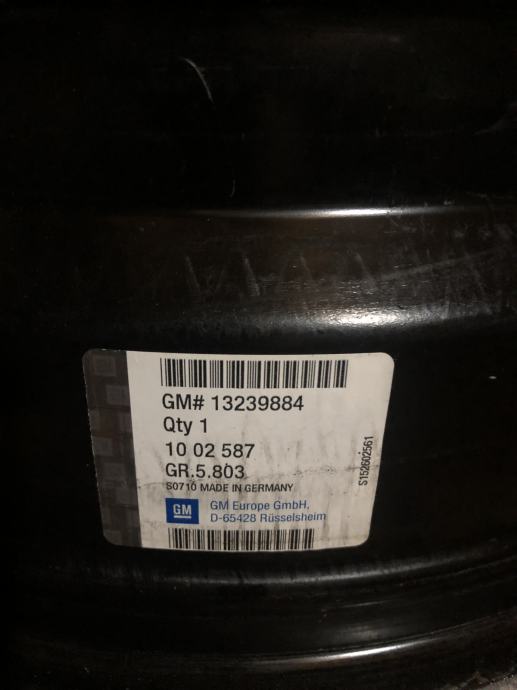 GM# 13239884
Qty 1
10 02 587
GR.5.803
S0710 MADE IN GERMANY
GM
GM Europe GmbH,
D-65428 Rüsselsheim
S152602561